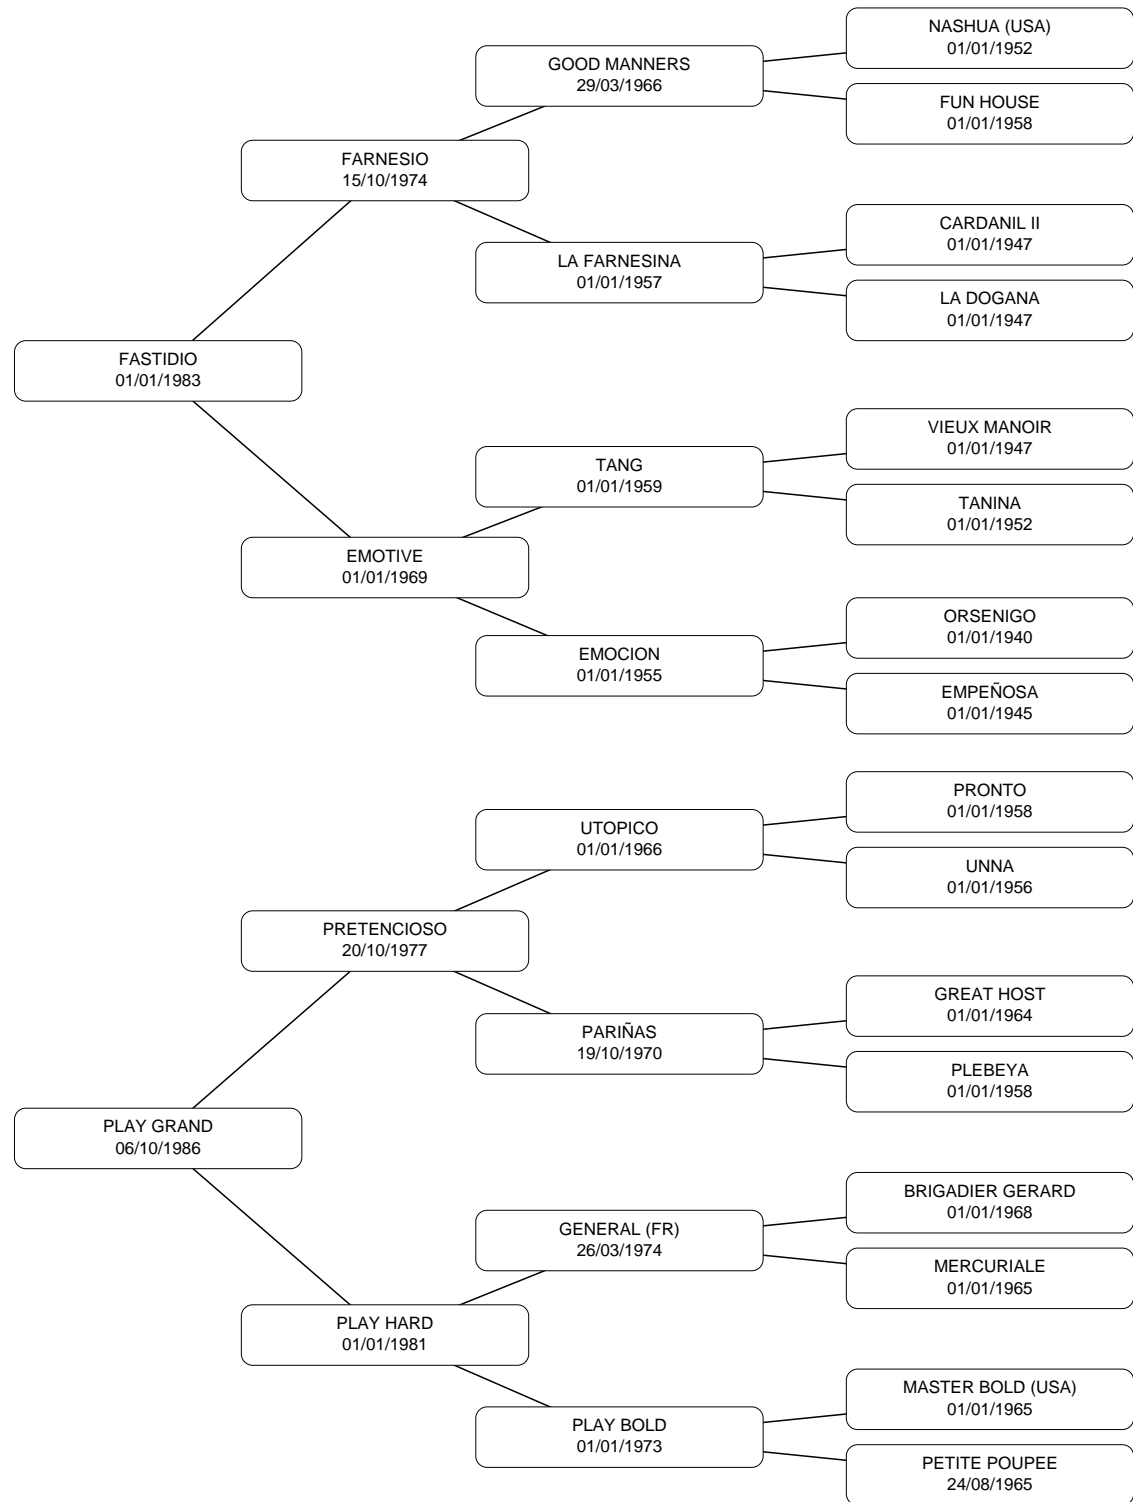 NASHUA (USA)
01/01/1952
GOOD MANNERS
29/03/1966
FUN HOUSE
01/01/1958
FARNESIO
15/10/1974
CARDANIL II
01/01/1947
LA FARNESINA
01/01/1957
LA DOGANA
01/01/1947
FASTIDIO
01/01/1983
VIEUX MANOIR
01/01/1947
TANG
01/01/1959
TANINA
01/01/1952
EMOTIVE
01/01/1969
ORSENIGO
01/01/1940
EMOCION
01/01/1955
EMPEÑOSA
01/01/1945
PRONTO
01/01/1958
UTOPICO
01/01/1966
UNNA
01/01/1956
PRETENCIOSO
20/10/1977
GREAT HOST
01/01/1964
PARIÑAS
19/10/1970
PLEBEYA
01/01/1958
PLAY GRAND
06/10/1986
BRIGADIER GERARD
01/01/1968
GENERAL (FR)
26/03/1974
MERCURIALE
01/01/1965
PLAY HARD
01/01/1981
MASTER BOLD (USA)
01/01/1965
PLAY BOLD
01/01/1973
PETITE POUPEE
24/08/1965